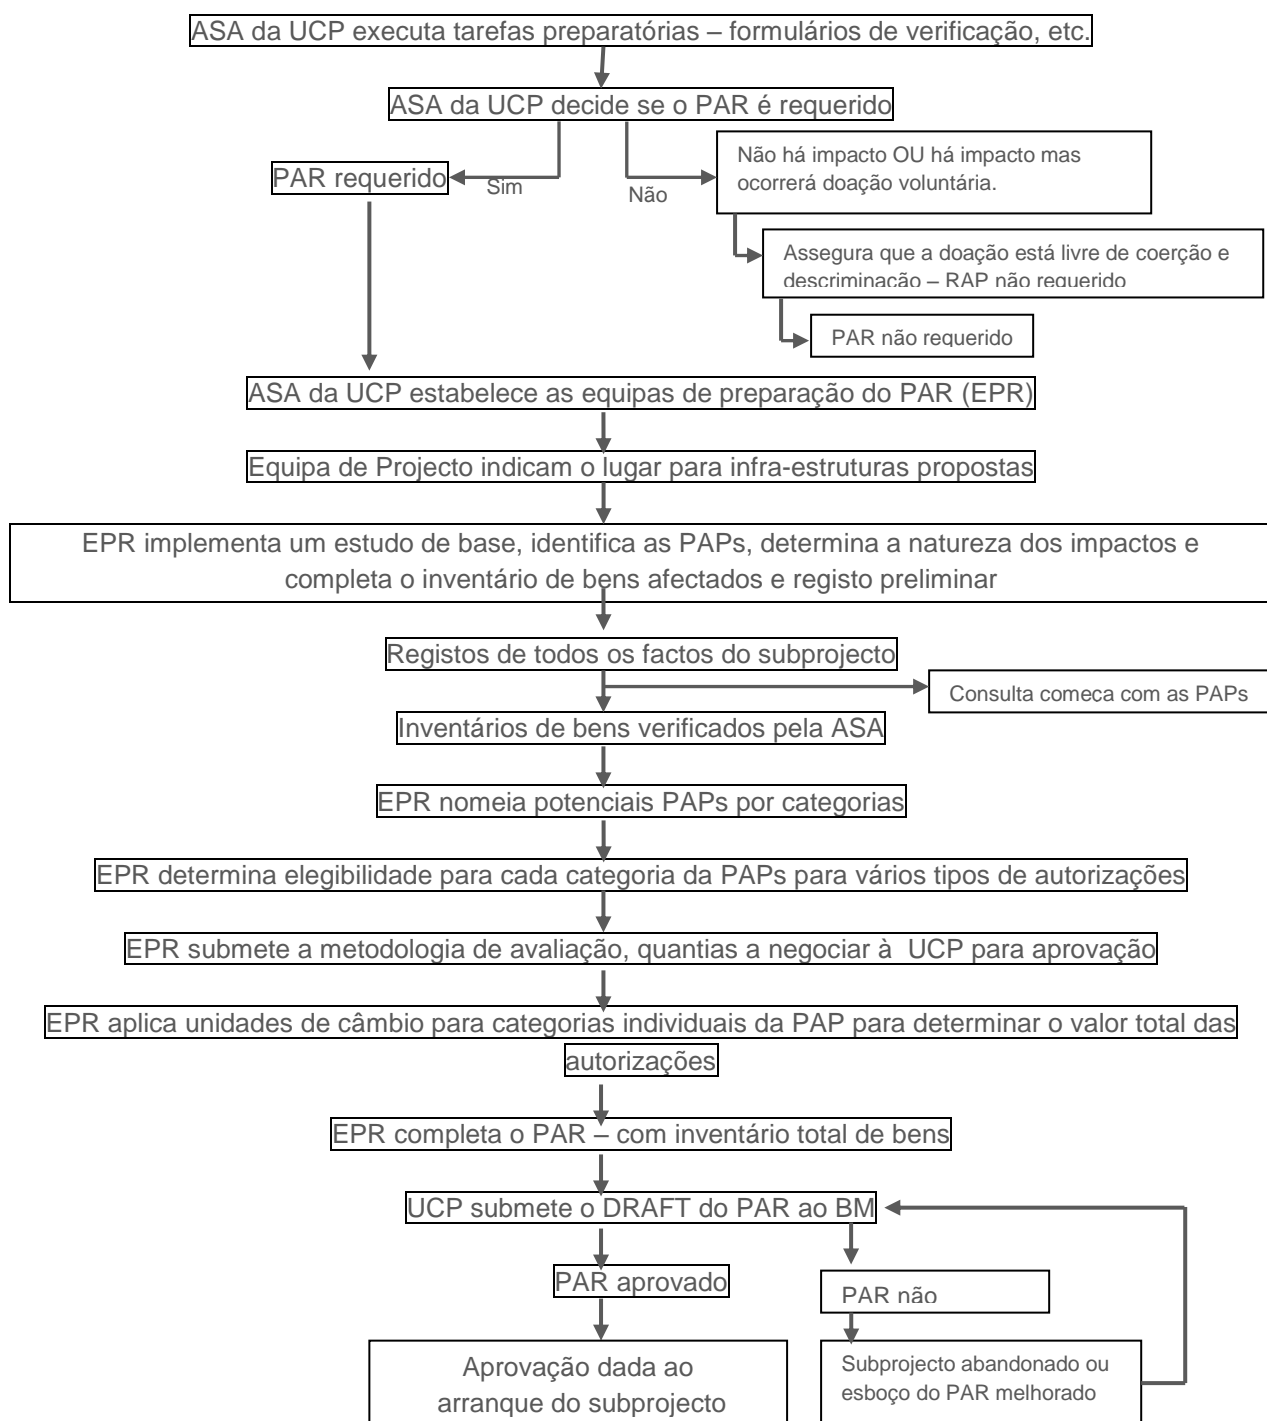 ASA da UCP executa tarefas preparatórias – formulários de verificação, etc.
ASA da UCP decide se o PAR é requerido
PAR requerido
Sim
Não
Não há impacto OU há impacto mas
ocorrerá doação voluntária.
Assegura que a doação está livre de coerção e
descriminação – RAP não requerido
PAR não requerido
ASA da UCP estabelece as equipas de preparação do PAR (EPR)
Equipa de Projecto indicam o lugar para infra-estruturas propostas
EPR implementa um estudo de base, identifica as PAPs, determina a natureza dos impactos e
completa o inventário de bens afectados e registo preliminar
Registos de todos os factos do subprojecto
Consulta começa com as PAPs
Inventários de bens verificados pela ASA
EPR nomeia potenciais PAPs por categorias
EPR determina elegibilidade para cada categoria da PAPs para vários tipos de autorizações
EPR submete a metodologia de avaliação, quantias a negociar à UCP para aprovação
EPR aplica unidades de câmbio para categorias individuais da PAP para determinar o valor total das
autorizações
EPR completa o PAR – com inventário total de bens
UCP submete o DRAFT do PAR ao BM
PAR aprovado
PAR não
Aprovação dada ao
arranque do subprojecto
Subprojecto abandonado ou
esboço do PAR melhorado